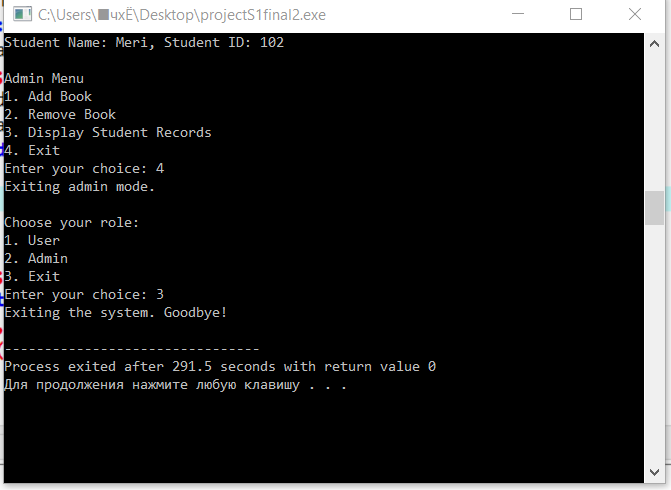 C:\Users\■чхЁ\Desktop\projectS1final2.exe
Student Name: Meri, Student ID: 102
Admin Menu
1. Add Book
2. Remove Book
3. Display Student Records
4. Exit
Enter your choice: 4
Exiting admin mode.
Choose your role:
1. User
2. Admin
3. Exit
Enter your choice: 3
Exiting the system. Goodbye!
--------------------------------
Process exited after 291.5 seconds with return value 0
Для продолжения нажмите любую клавишу . . .